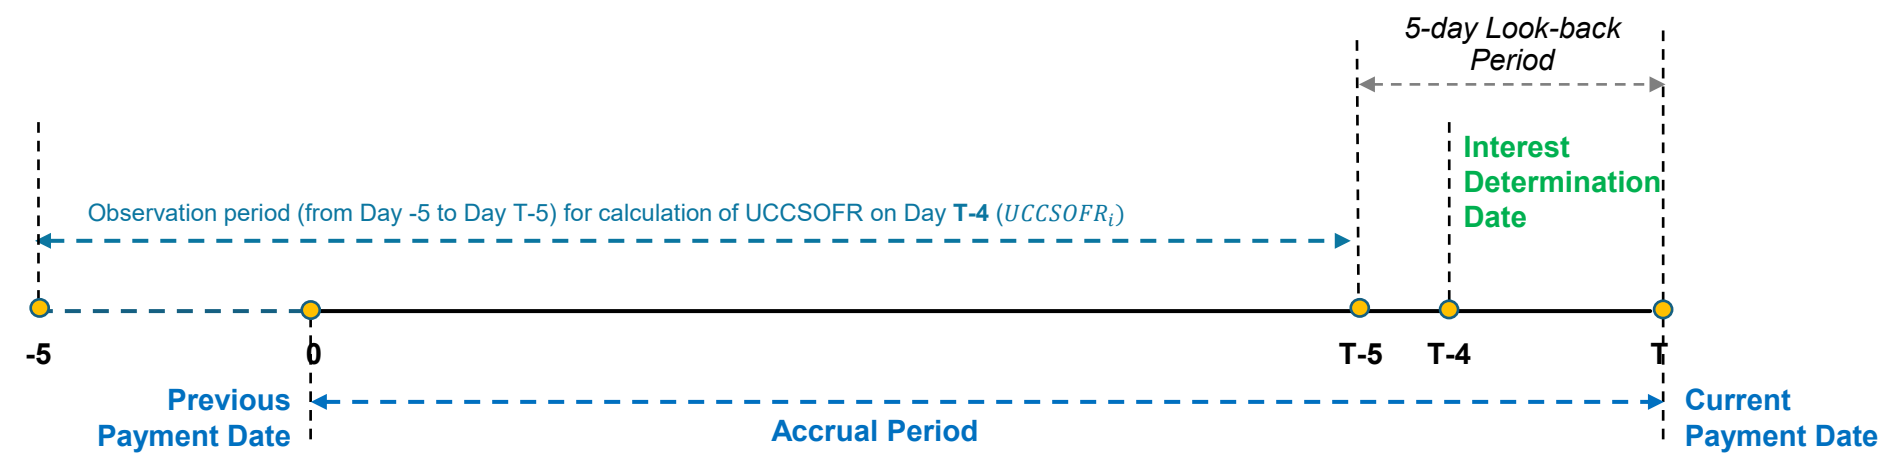 5-day Look-back
Period
Interest
Determination
Date
Observation period (from Day -5 to Day T-5) for calculation of UCCSOFR on Day T-4 (𝑈𝐶𝐶𝑆𝑂𝐹𝑅ᵢ)
-5
0
T-5
T-4
T
Previous
Payment Date
Accrual Period
Current
Payment Date